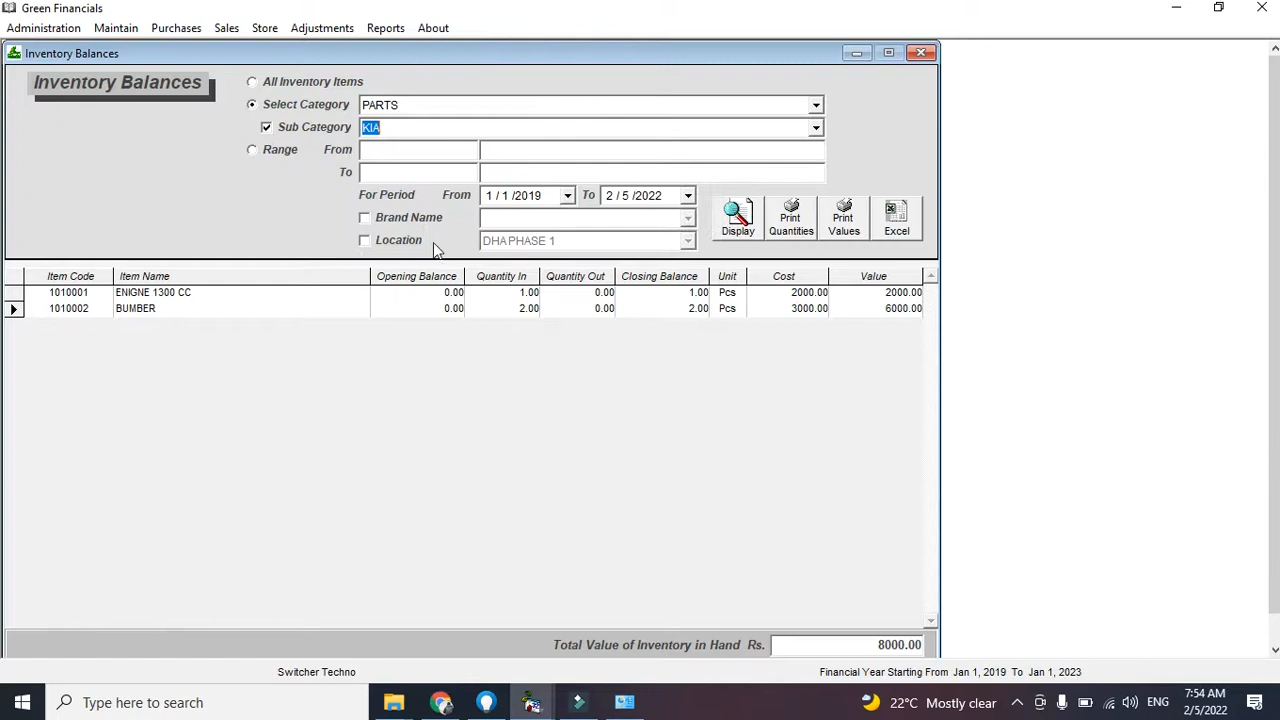 Green Financials
Administration Maintain Purchases Sales Store Adjustments Reports About
Inventory Balances
Inventory Balances
All Inventory Items
Select Category PARTS
Sub Category KIA
Range From
To
For Period From 1 / 1 /2019 To 2 / 5 /2022
Brand Name
Location DHA PHASE 1
Display
Print Quantities
Print Values
Excel
Item Code Item Name Opening Balance Quantity In Quantity Out Closing Balance Unit Cost Value
1010001 ENIGNE 1300 CC 0.00 1.00 0.00 1.00 Pcs 2000.00 2000.00
1010002 BUMBER 0.00 2.00 0.00 2.00 Pcs 3000.00 6000.00
Total Value of Inventory in Hand Rs. 8000.00
Switcher Techno Financial Year Starting From Jan 1, 2019 To Jan 1, 2023
Type here to search 22°C Mostly clear ENG 7:54 AM
2/5/2022